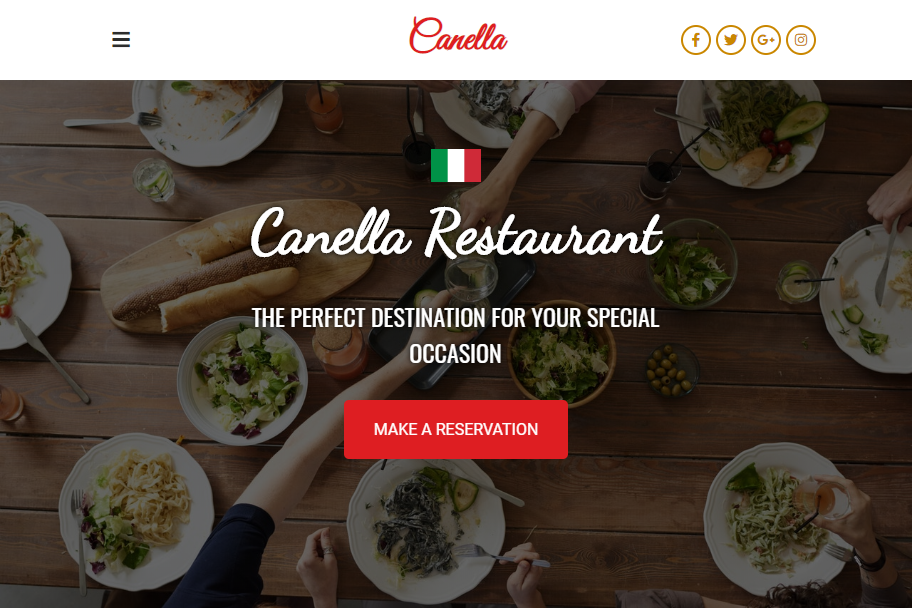 Canella
Canella Restaurant
THE PERFECT DESTINATION FOR YOUR SPECIAL
OCCASION
MAKE A RESERVATION